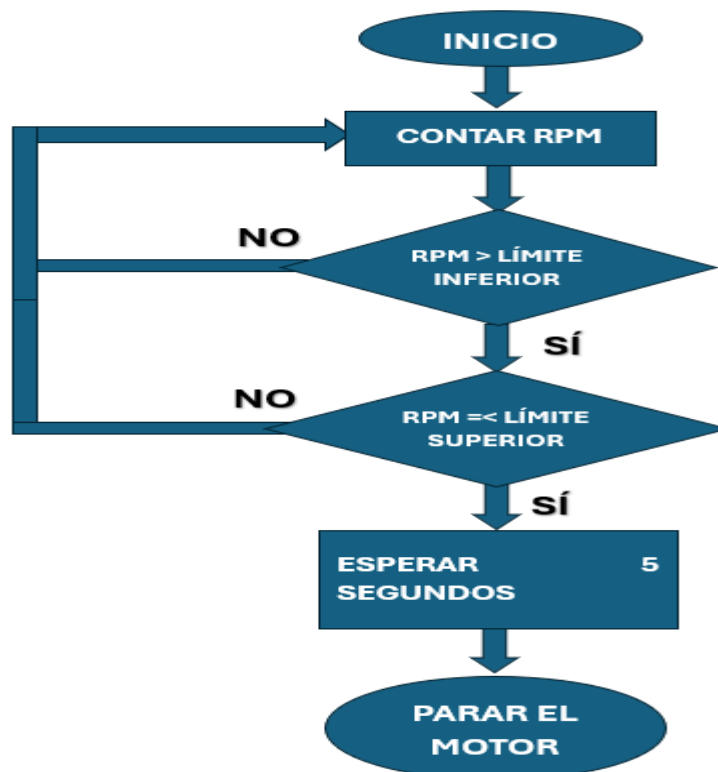 INICIO
CONTAR RPM
NO
RPM > LÍMITE
INFERIOR
SÍ
NO
RPM =< LÍMITE
SUPERIOR
SÍ
ESPERAR 5
SEGUNDOS
PARAR EL
MOTOR